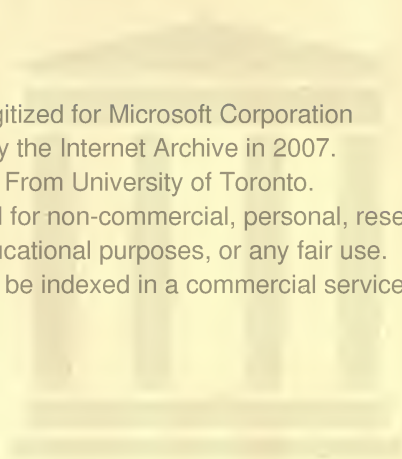 gitized for Microsoft Corporation
y the Internet Archive in 2007.
From University of Toronto.
l for non-commercial, personal, rese
ucational purposes, or any fair use.
be indexed in a commercial service